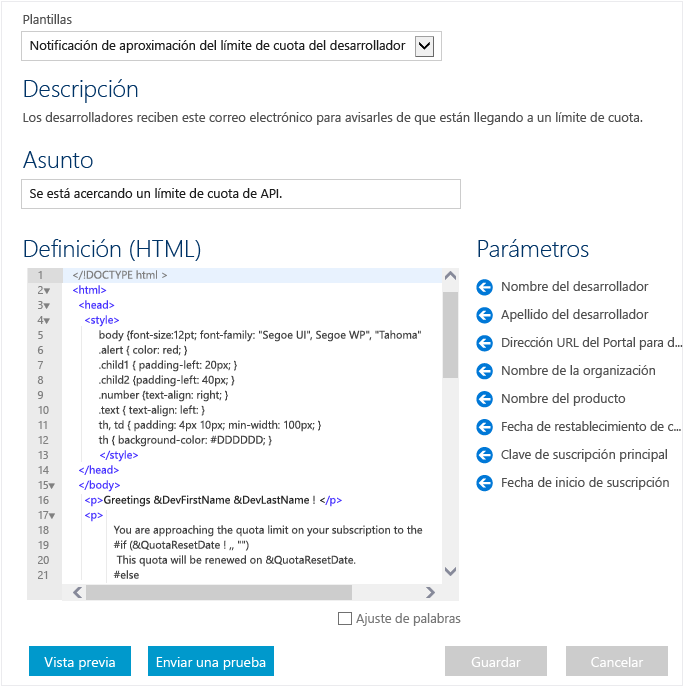 Plantillas
Notificación de aproximación del límite de cuota del desarrollador
Descripción
Los desarrolladores reciben este correo electrónico para avisarles de que están llegando a un límite de cuota.
Asunto
Se está acercando un límite de cuota de API.
Definición (HTML)
1 </!DOCTYPE html >
2 <html>
3 <head>
4 <style>
5 body {font-size:12pt; font-family: "Segoe UI", Segoe WP", "Tahoma"
6 .alert { color: red; }
7 .child1 { padding-left: 20px; }
8 .child2 {padding-left: 40px; }
9 .number {text-align: right; }
10 .text { text-align: left: }
11 th, td { padding: 4px 10px; min-width: 100px; }
12 th { background-color: #DDDDDD; }
13 </style>
14 </head>
15 </body>
16 <p>Greetings &DevFirstName &DevLastName ! </p>
17 <p>
18 You are approaching the quota limit on your subscription to the
19 #if (&QuotaResetDate ! ,, "")
20 This quota will be renewed on &QuotaResetDate.
21 #else
Parámetros
Nombre del desarrollador
Apellido del desarrollador
Dirección URL del Portal para d...
Nombre de la organización
Nombre del producto
Fecha de restablecimiento de c...
Clave de suscripción principal
Fecha de inicio de suscripción
Ajuste de palabras
Vista previa
Enviar una prueba
Guardar
Cancelar